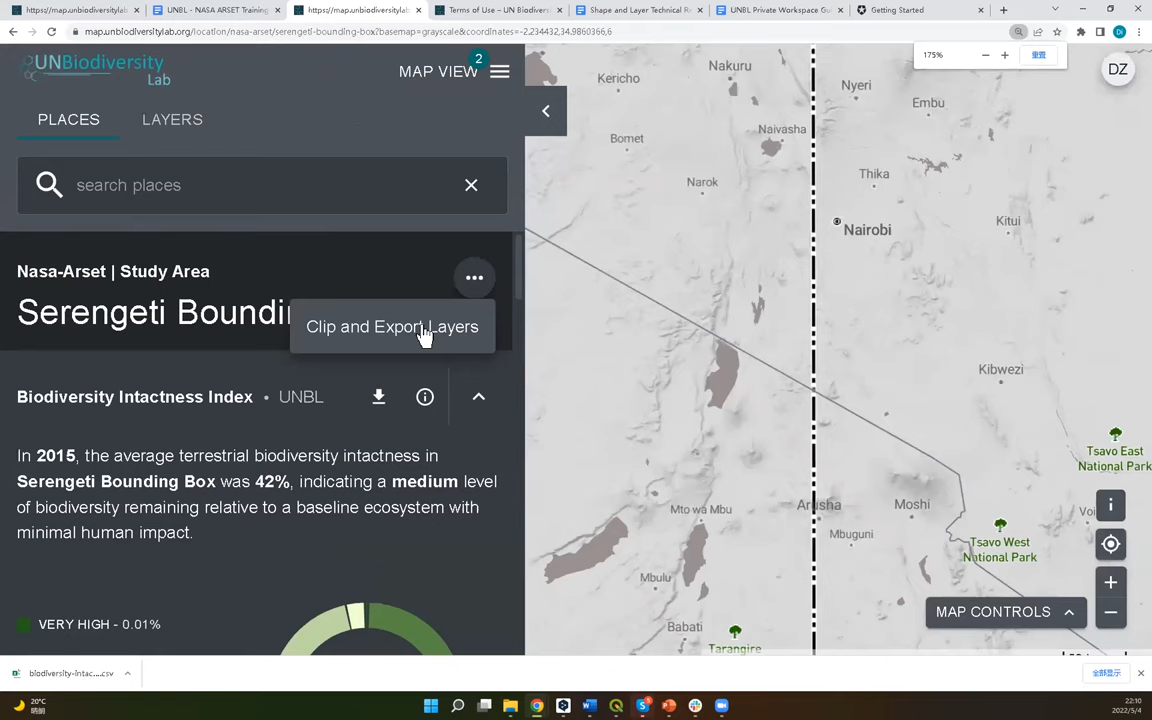 https://map.unbiodiversitylab
UNBL - NASA ARSET Training
https://map.unbiodiversitylab
Terms of Use – UN Biodivers
Shape and Layer Technical R
UNBL Private Workspace Gu
Getting Started
map.unbiodiversitylab.org/location/nasa-arset/serengeti-bounding-box?basemap=grayscale&coordinates=-2.234432,34.9860366,6
175%
重置
UNBiodiversity
Lab
MAP VIEW
2
DZ
PLACES
LAYERS
search places
Nasa-Arset | Study Area
Serengeti Boundi
Clip and Export Layers
Biodiversity Intactness Index • UNBL
In 2015, the average terrestrial biodiversity intactness in
Serengeti Bounding Box was 42%, indicating a medium level
of biodiversity remaining relative to a baseline ecosystem with
minimal human impact.
VERY HIGH - 0.01%
Kericho
Nakuru
Nyeri
Embu
Bomet
Naivasha
Thika
Narok
Nairobi
Kitui
Kibwezi
Tsavo East
National Park
Mto wa Mbu
Arusha
Moshi
Voi
Mbuguni
Tsavo West
National Park
Mbulu
Babati
Tarangire
MAP CONTROLS
biodiversity-intac....csv
全部显示
20°C
晴朗
22:10
2022/5/4